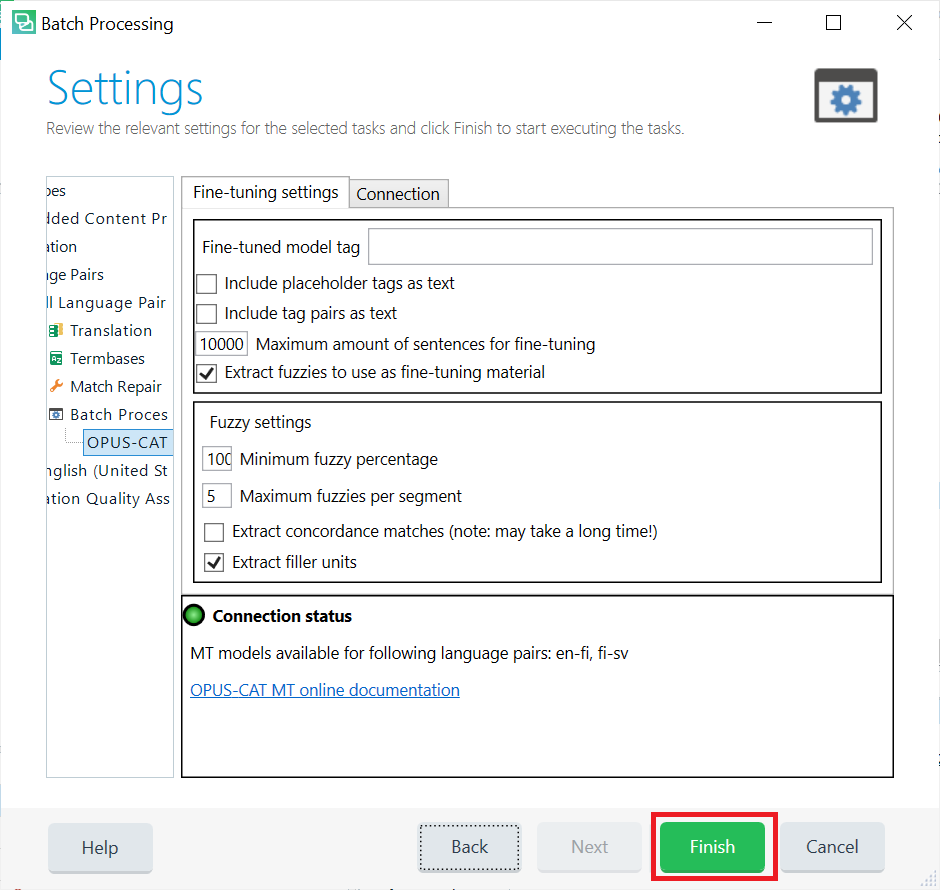 Batch Processing
Settings
Review the relevant settings for the selected tasks and click Finish to start executing the tasks.
pes
dded Content Pr
ation
age Pairs
ll Language Pair
Translation
Termbases
Match Repair
Batch Proces
OPUS-CAT
nglish (United St
ation Quality Ass
Fine-tuning settings
Connection
Fine-tuned model tag
Include placeholder tags as text
Include tag pairs as text
10000 Maximum amount of sentences for fine-tuning
Extract fuzzies to use as fine-tuning material
Fuzzy settings
100 Minimum fuzzy percentage
5 Maximum fuzzies per segment
Extract concordance matches (note: may take a long time!)
Extract filler units
Connection status
MT models available for following language pairs: en-fi, fi-sv
OPUS-CAT MT online documentation
Help
Back
Next
Finish
Cancel